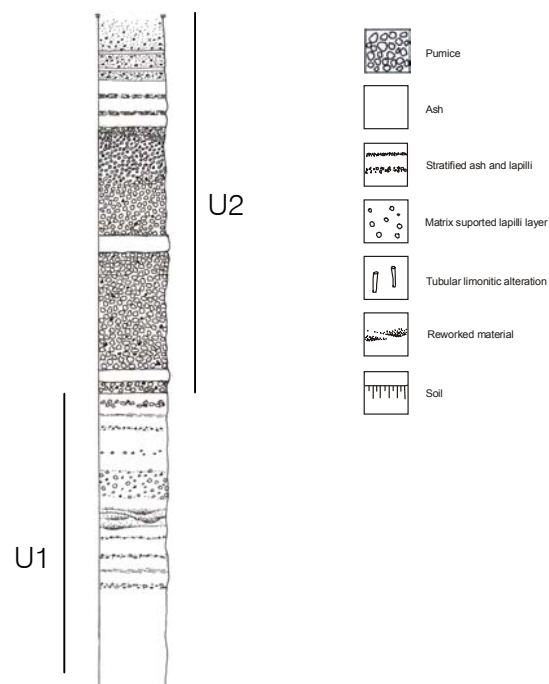 U2
U1
Pumice
Ash
Stratified ash and lapilli
Matrix suported lapilli layer
Tubular limonitic alteration
Reworked material
Soil